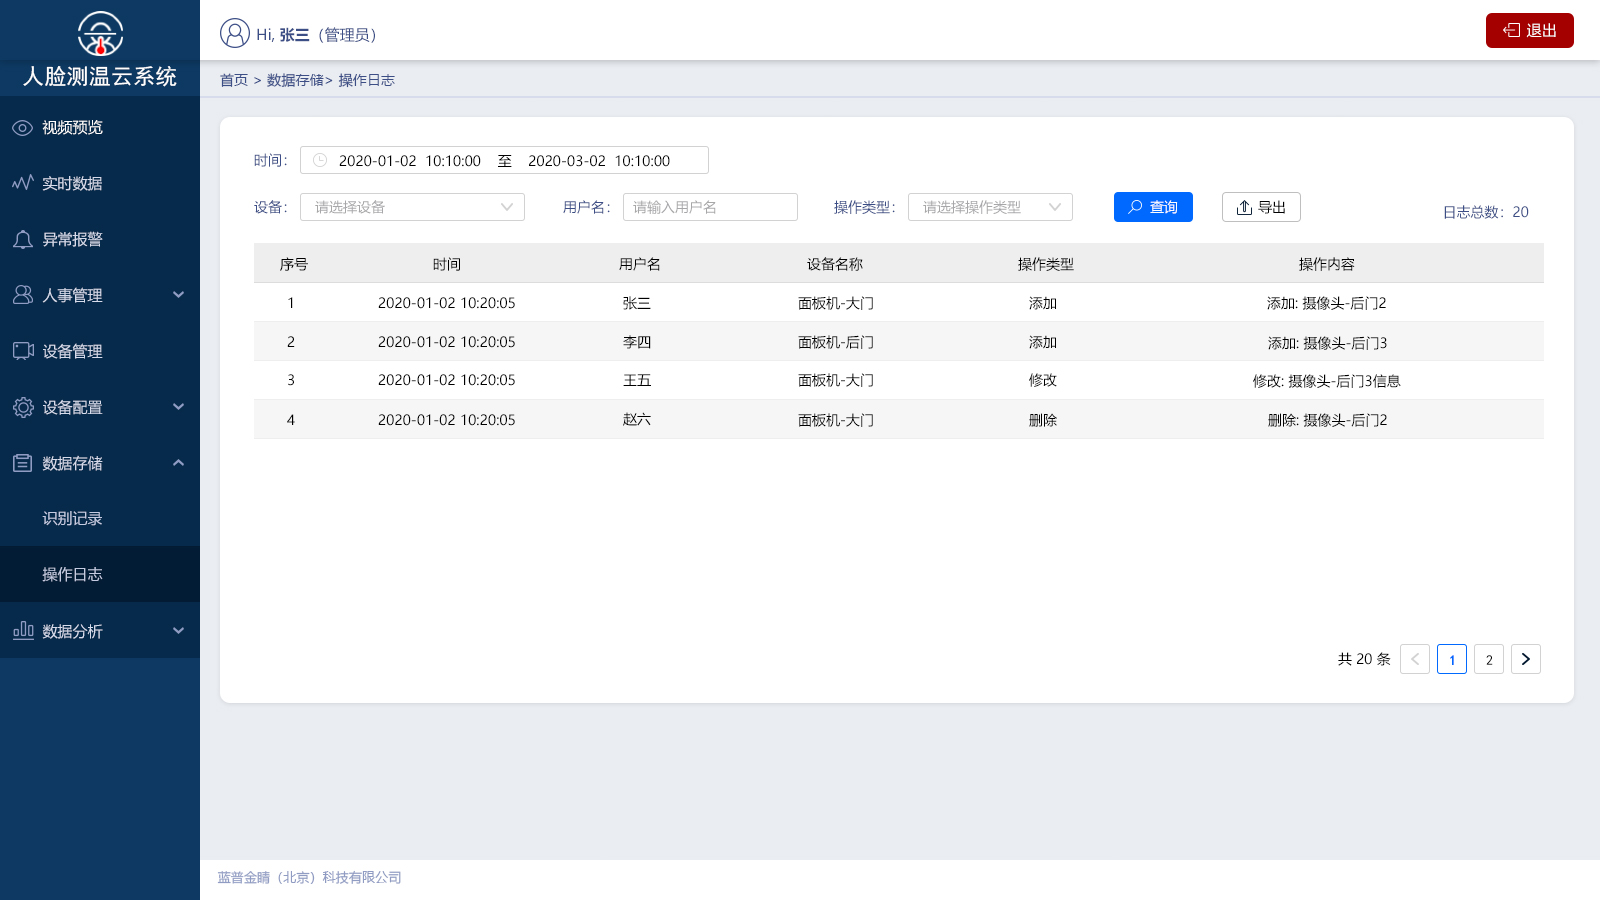 人脸测温云系统
Hi, 张三（管理员）
退出
首页 > 数据存储> 操作日志
视频预览
实时数据
异常报警
人事管理
设备管理
设备配置
数据存储
识别记录
操作日志
数据分析
时间： 2020-01-02 10:10:00 至 2020-03-02 10:10:00
设备： 请选择设备 用户名： 请输入用户名 操作类型： 请选择操作类型 查询 导出 日志总数：20
序号 时间 用户名 设备名称 操作类型 操作内容
1 2020-01-02 10:20:05 张三 面板机-大门 添加 添加: 摄像头-后门2
2 2020-01-02 10:20:05 李四 面板机-后门 添加 添加: 摄像头-后门3
3 2020-01-02 10:20:05 王五 面板机-大门 修改 修改: 摄像头-后门3信息
4 2020-01-02 10:20:05 赵六 面板机-大门 删除 删除: 摄像头-后门2
共 20 条 < 1 2 >
蓝普金睛（北京）科技有限公司